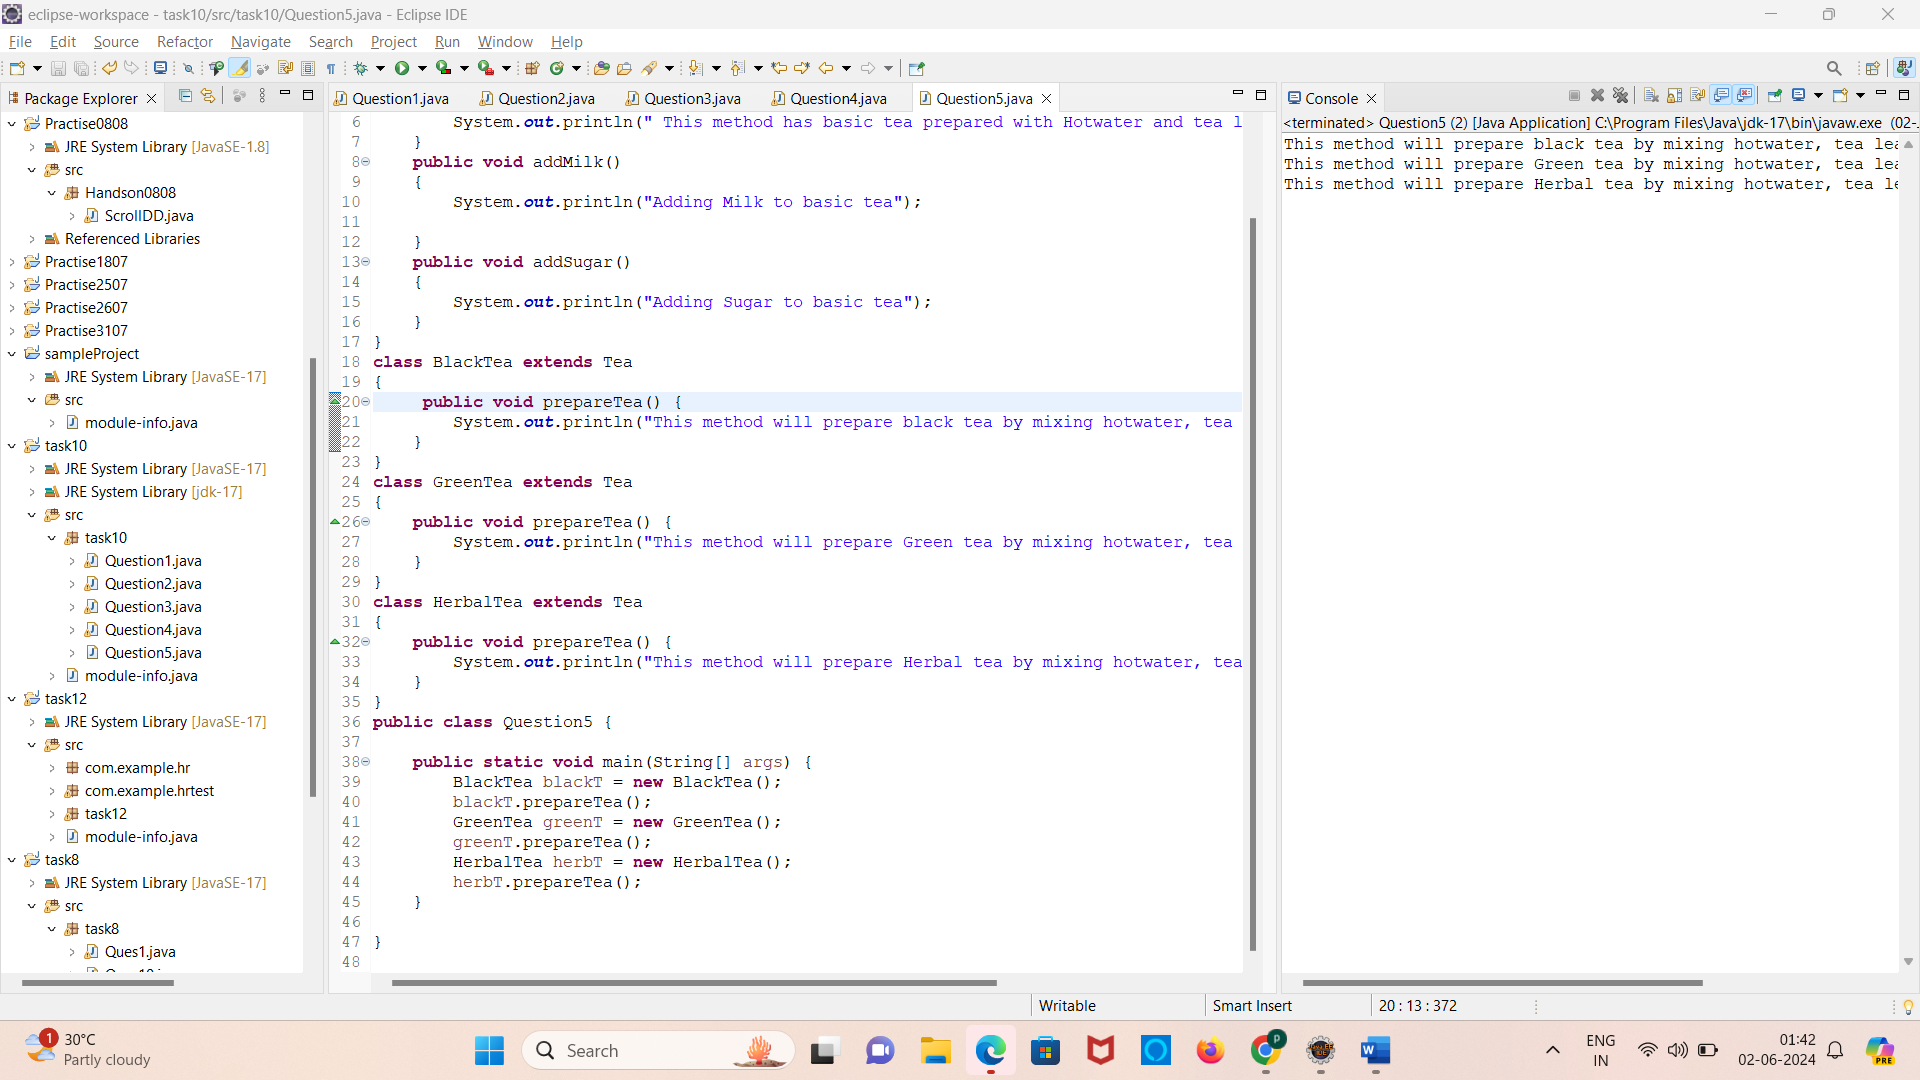 eclipse-workspace - task10/src/task10/Question5.java - Eclipse IDE
File Edit Source Refactor Navigate Search Project Run Window Help
Package Explorer
Practise0808
JRE System Library [JavaSE-1.8]
src
Handson0808
ScrollDD.java
Referenced Libraries
Practise1807
Practise2507
Practise2607
Practise3107
sampleProject
JRE System Library [JavaSE-17]
src
module-info.java
task10
JRE System Library [JavaSE-17]
JRE System Library [jdk-17]
src
task10
Question1.java
Question2.java
Question3.java
Question4.java
Question5.java
module-info.java
task12
JRE System Library [JavaSE-17]
src
com.example.hr
com.example.hrtest
task12
module-info.java
task8
JRE System Library [JavaSE-17]
src
task8
Ques1.java
Question1.java Question2.java Question3.java Question4.java Question5.java
6 System.out.println(" This method has basic tea prepared with Hotwater and tea l
7 }
8 public void addMilk()
9 {
10 System.out.println("Adding Milk to basic tea");
11
12 }
13 public void addSugar()
14 {
15 System.out.println("Adding Sugar to basic tea");
16 }
17 }
18 class BlackTea extends Tea
19 {
20 public void prepareTea() {
21 System.out.println("This method will prepare black tea by mixing hotwater, tea
22 }
23 }
24 class GreenTea extends Tea
25 {
26 public void prepareTea() {
27 System.out.println("This method will prepare Green tea by mixing hotwater, tea
28 }
29 }
30 class HerbalTea extends Tea
31 {
32 public void prepareTea() {
33 System.out.println("This method will prepare Herbal tea by mixing hotwater, tea
34 }
35 }
36 public class Question5 {
37
38 public static void main(String[] args) {
39 BlackTea blackT = new BlackTea();
40 blackT.prepareTea();
41 GreenTea greenT = new GreenTea();
42 greenT.prepareTea();
43 HerbalTea herbT = new HerbalTea();
44 herbT.prepareTea();
45 }
46
47 }
48
Console
<terminated> Question5 (2) [Java Application] C:\Program Files\Java\jdk-17\bin\javaw.exe (02-
This method will prepare black tea by mixing hotwater, tea lea
This method will prepare Green tea by mixing hotwater, tea lea
This method will prepare Herbal tea by mixing hotwater, tea le
Writable Smart Insert 20 : 13 : 372
1
30°C
Partly cloudy
Search
P
W
PRE
ENG
IN
01:42
02-06-2024